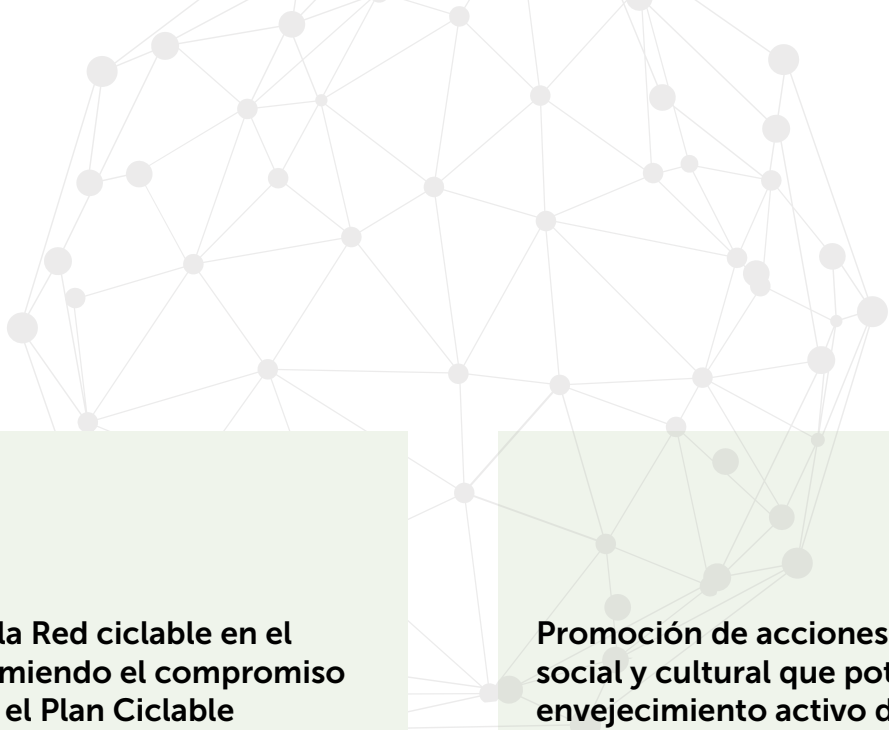 la Red ciclable en el
miendo el compromiso
el Plan Ciclable
Promoción de acciones
social y cultural que pot
envejecimiento activo d